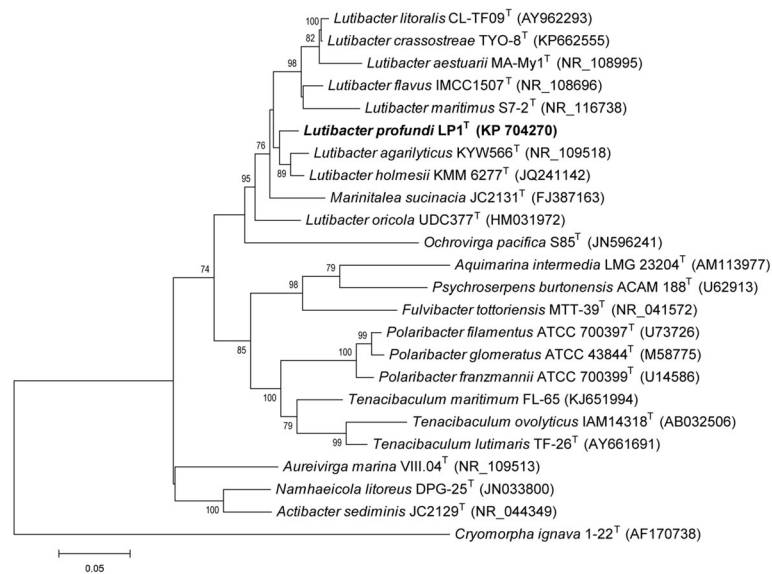 100 Lutibacter litoralis CL-TF09T (AY962293)
82 Lutibacter crassostreae TYO-8T (KP662555)
Lutibacter aestuarii MA-My1T (NR_108995)
98 Lutibacter flavus IMCC1507T (NR_108696)
Lutibacter maritimus S7-2T (NR_116738)
Lutibacter profundi LP1T (KP 704270)
76 Lutibacter agarilyticus KYW566T (NR_109518)
89 Lutibacter holmesii KMM 6277T (JQ241142)
95 Marinitalea sucinacia JC2131T (FJ387163)
Lutibacter oricola UDC377T (HM031972)
Ochrovirga pacifica S85T (JN596241)
74 79 Aquimarina intermedia LMG 23204T (AM113977)
98 Psychroserpens burtonensis ACAM 188T (U62913)
Fulvibacter tottoriensis MTT-39T (NR_041572)
99 Polaribacter filamentus ATCC 700397T (U73726)
85 100 Polaribacter glomeratus ATCC 43844T (M58775)
Polaribacter franzmannii ATCC 700399T (U14586)
100 Tenacibaculum maritimum FL-65 (KJ651994)
79 Tenacibaculum ovolyticus IAM14318T (AB032506)
99 Tenacibaculum lutimaris TF-26T (AY661691)
Aureivirga marina VIII.04T (NR_109513)
Namhaeicola litoreus DPG-25T (JN033800)
100 Actibacter sediminis JC2129T (NR_044349)
Cryomorpha ignava 1-22T (AF170738)
0.05